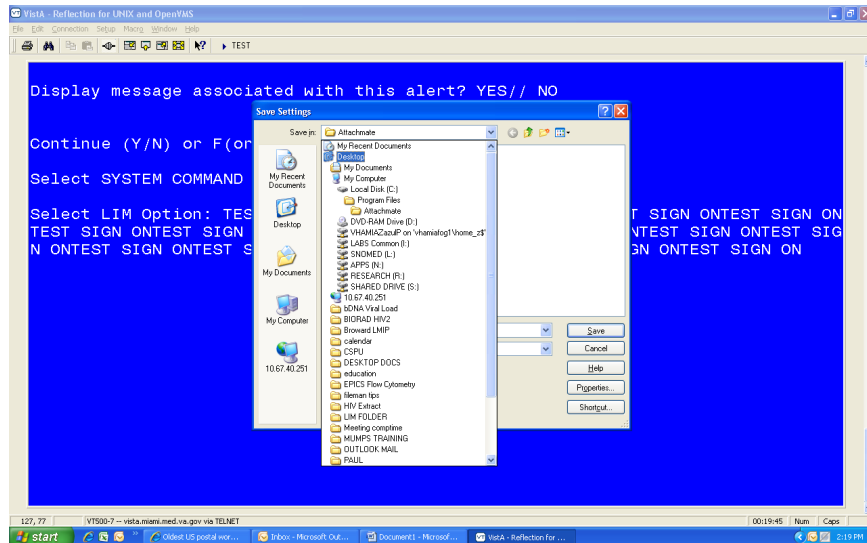 VistA - Reflection for UNIX and OpenVMS
File Edit Connection Setup Macro Window Help
TEST
Display message associated with this alert? YES// NO
Continue (Y/N) or F(or
Select SYSTEM COMMAND
Select LIM Option: TES
T SIGN ONTEST SIGN ON
TEST SIGN ONTEST SIGN
NTEST SIGN ONTEST SIG
N ONTEST SIGN ONTEST S
GN ONTEST SIGN ON
Save Settings
Save in:
Attachmate
My Recent Documents
Desktop
My Documents
My Computer
10.67.40.251
My Recent Documents
Desktop
My Documents
My Computer
Local Disk (C:)
Program Files
Attachmate
DVD-RAM Drive (D:)
VHAMIAZazulP on 'vhamiafog1\home_z$'
LABS Common (I:)
SNOMED (L:)
APPS (N:)
RESEARCH (R:)
SHARED DRIVE (S:)
10.67.40.251
bDNA Viral Load
BIORAD HIV2
Broward LMIP
calendar
CSPU
DESKTOP DOCS
education
EPICS Flow Cytometry
fileman tips
HIV Extract
LIM FOLDER
Meeting comptime
MUMPS TRAINING
OUTLOOK MAIL
PAUL
Save
Cancel
Help
Properties...
Shortcut...
127, 77
VT500-7 -- vista.miami.med.va.gov via TELNET
00:19:45
Num
Caps
start
Oldest US postal wor...
Inbox - Microsoft Out...
Document1 - Microsof...
VistA - Reflection for ...
2:19 PM